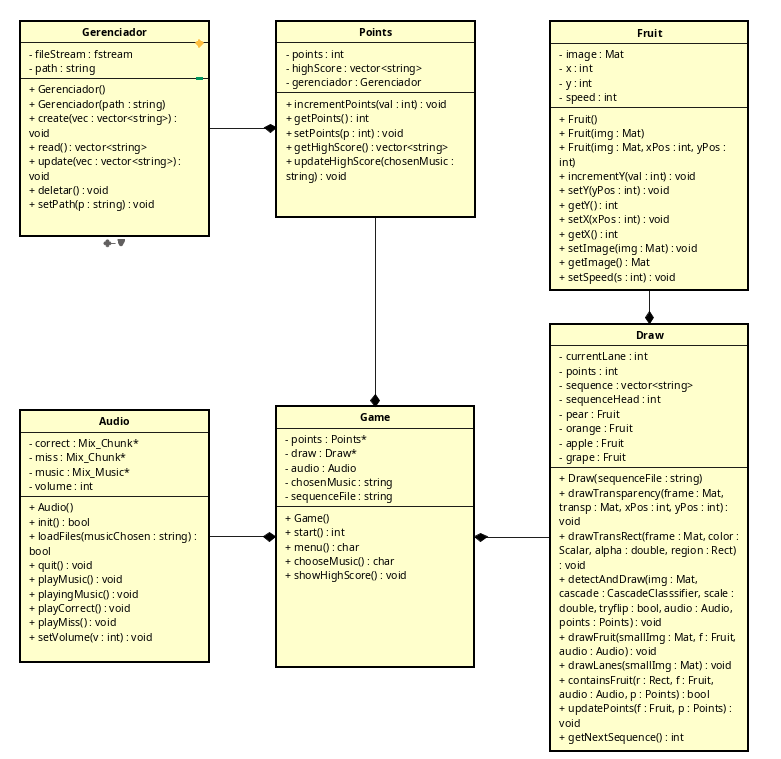 Gerenciador
- fileStream : fstream
- path : string
+ Gerenciador()
+ Gerenciador(path : string)
+ create(vec : vector<string>) :
void
+ read() : vector<string>
+ update(vec : vector<string>) :
void
+ deletar() : void
+ setPath(p : string) : void
Points
- points : int
- highScore : vector<string>
- gerenciador : Gerenciador
+ incrementPoints(val : int) : void
+ getPoints() : int
+ setPoints(p : int) : void
+ getHighScore() : vector<string>
+ updateHighScore(chosenMusic :
string) : void
Fruit
- image : Mat
- x : int
- y : int
- speed : int
+ Fruit()
+ Fruit(img : Mat)
+ Fruit(img : Mat, xPos : int, yPos :
int)
+ incrementY(val : int) : void
+ setY(yPos : int) : void
+ getY() : int
+ setX(xPos : int) : void
+ getX() : int
+ setImage(img : Mat) : void
+ getImage() : Mat
+ setSpeed(s : int) : void
Audio
- correct : Mix_Chunk*
- miss : Mix_Chunk*
- music : Mix_Music*
- volume : int
+ Audio()
+ init() : bool
+ loadFiles(musicChosen : string) :
bool
+ quit() : void
+ playMusic() : void
+ playingMusic() : void
+ playCorrect() : void
+ playMiss() : void
+ setVolume(v : int) : void
Game
- points : Points*
- draw : Draw*
- audio : Audio
- chosenMusic : string
- sequenceFile : string
+ Game()
+ start() : int
+ menu() : char
+ chooseMusic() : char
+ showHighScore() : void
Draw
- currentLane : int
- points : int
- sequence : vector<string>
- sequenceHead : int
- pear : Fruit
- orange : Fruit
- apple : Fruit
- grape : Fruit
+ Draw(sequenceFile : string)
+ drawTransparency(frame : Mat,
transp : Mat, xPos : int, yPos : int) :
void
+ drawTransRect(frame : Mat, color :
Scalar, alpha : double, region : Rect)
: void
+ detectAndDraw(img : Mat,
cascade : CascadeClasssifier, scale :
double, tryflip : bool, audio : Audio,
points : Points) : void
+ drawFruit(smallImg : Mat, f : Fruit,
audio : Audio) : void
+ drawLanes(smallImg : Mat) : void
+ containsFruit(r : Rect, f : Fruit,
audio : Audio, p : Points) : bool
+ updatePoints(f : Fruit, p : Points) :
void
+ getNextSequence() : int